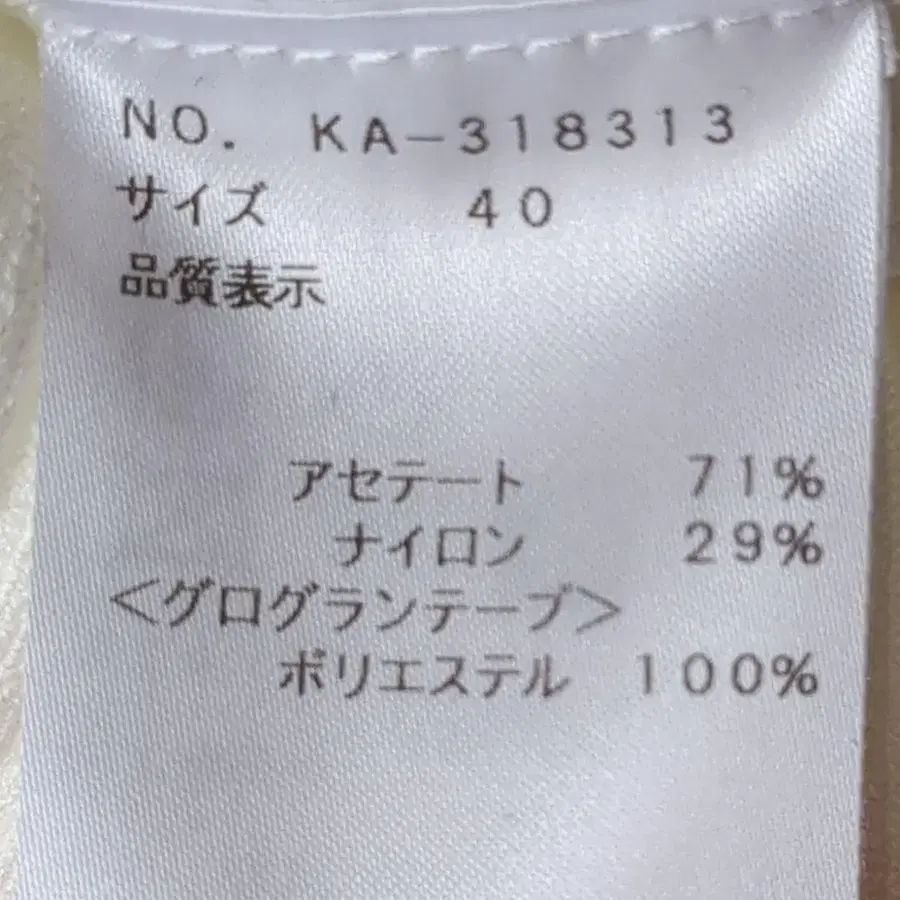 NO. KA-318313
サイズ 40
品質表示
アセテート 71%
ナイロン 29%
<グログランテープ>
ポリエステル 100%